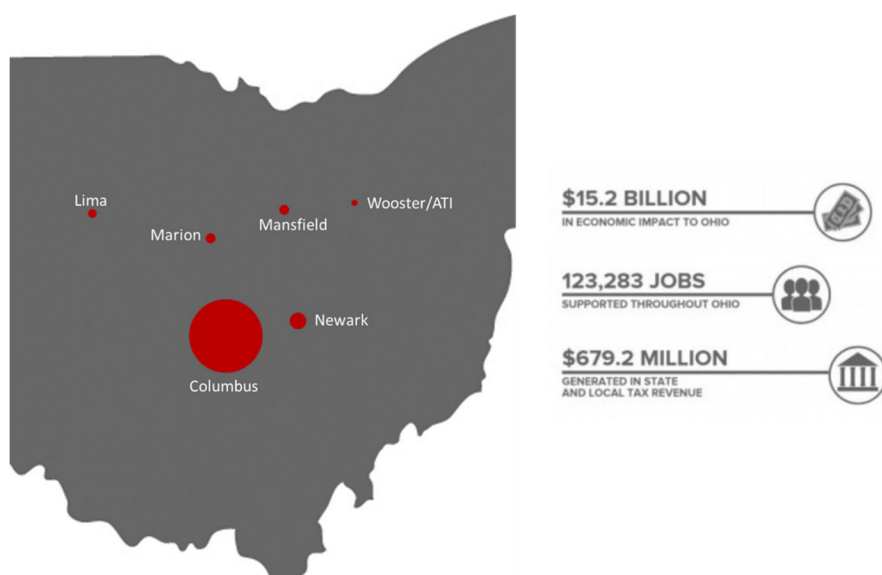 Lima
Marion
Mansfield
Wooster/ATI
Newark
Columbus
$15.2 BILLION
IN ECONOMIC IMPACT TO OHIO
123,283 JOBS
SUPPORTED THROUGHOUT OHIO
$679.2 MILLION
GENERATED IN STATE
AND LOCAL TAX REVENUE